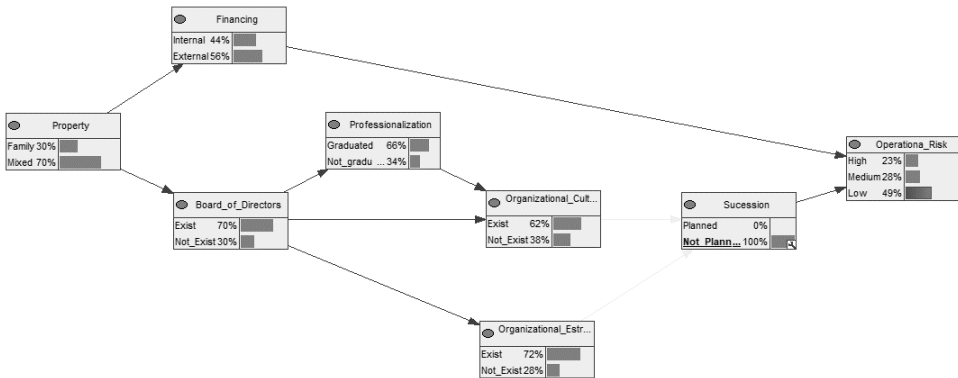 Financing
Internal 44%
External 56%
Property
Family 30%
Mixed 70%
Professionalization
Graduated 66%
Not_gradu ... 34%
Operationa_Risk
High 23%
Medium 28%
Low 49%
Board_of_Directors
Exist 70%
Not_Exist 30%
Organizational_Cult...
Exist 62%
Not_Exist 38%
Sucession
Planned 0%
Not_Plann... 100%
Organizational_Estr...
Exist 72%
Not_Exist 28%